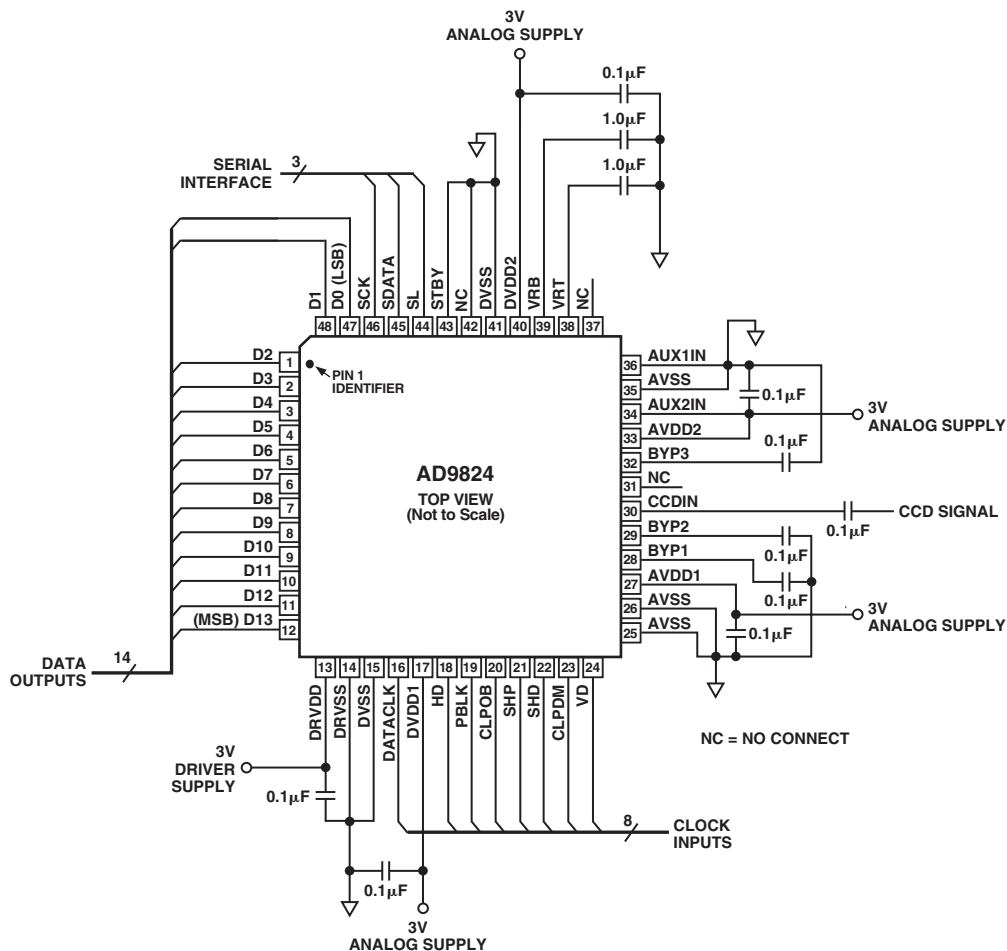 3V
ANALOG SUPPLY
0.1µF
1.0µF
1.0µF
3
SERIAL
INTERFACE
D1
D0 (LSB)
SCK
SDATA
SL
STBY
NC
DVSS
DVDD2
VRB
VRT
NC
48
47
46
45
44
43
42
41
40
39
38
37
D2
1
D3
2
D4
3
D5
4
D6
5
D7
6
D8
7
D9
8
D10
9
D11
10
D12
11
(MSB) D13
12
PIN 1
IDENTIFIER
AD9824
TOP VIEW
(Not to Scale)
36
AUX1IN
35
AVSS
34
AUX2IN
33
AVDD2
32
BYP3
31
NC
30
CCDIN
29
BYP2
28
BYP1
27
AVDD1
26
AVSS
25
AVSS
0.1µF
3V
ANALOG SUPPLY
0.1µF
0.1µF
CCD SIGNAL
0.1µF
0.1µF
3V
ANALOG SUPPLY
0.1µF
13
14
15
16
17
18
19
20
21
22
23
24
DRVDD
DRVSS
DVSS
DATACLK
DVDD1
HD
PBLK
CLPOB
SHP
SHD
CLPDM
VD
DATA
OUTPUTS
14
NC = NO CONNECT
3V
DRIVER
SUPPLY
0.1µF
8
CLOCK
INPUTS
0.1µF
3V
ANALOG SUPPLY